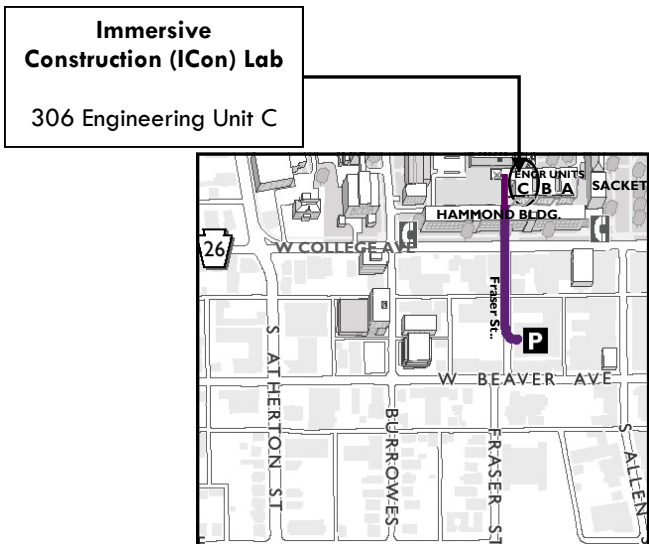 Immersive
Construction (ICon) Lab
306 Engineering Unit C
ENGR UNITS
C B A
SACKET
HAMMOND BLDG.
26
W COLLEGE AVE
Fraser St..
P
W BEAVER AVE
S ATHERTON ST
BURROWES
FRASER ST
S ALLEN S